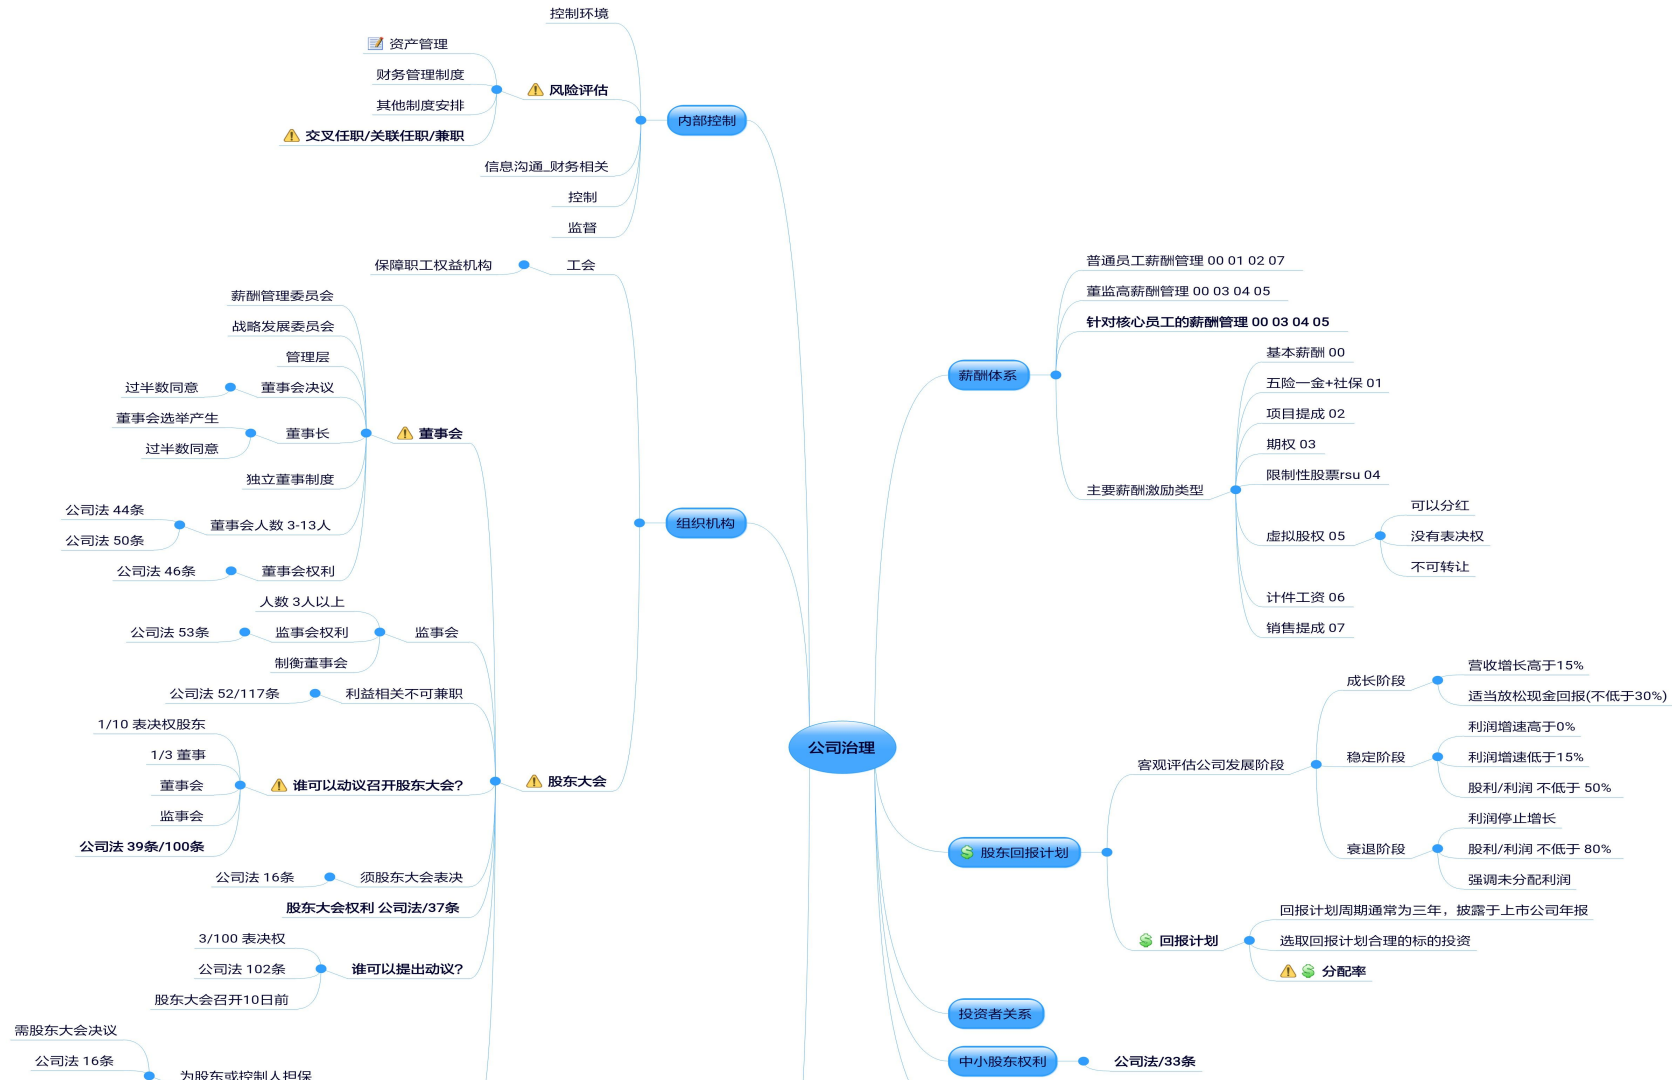 控制环境
资产管理
财务管理制度
风险评估
其他制度安排
内部控制
交叉任职/关联任职/兼职
信息沟通_财务相关
控制
监督
保障职工权益机构
工会
薪酬管理委员会
战略发展委员会
管理层
过半数同意
董事会决议
董事会选举产生
董事长
董事会
过半数同意
独立董事制度
公司法 44条
董事会人数 3-13人
组织机构
公司法 50条
公司法 46条
董事会权利
人数 3人以上
公司法 53条
监事会权利
监事会
制衡董事会
公司法 52/117条
利益相关不可兼职
1/10 表决权股东
1/3 董事
董事会
谁可以动议召开股东大会?
股东大会
监事会
公司法 39条/100条
公司法 16条
须股东大会表决
股东大会权利 公司法/37条
3/100 表决权
公司法 102条
谁可以提出动议?
股东大会召开10日前
需股东大会决议
公司法 16条
为股东或控制人担保
公司治理
普通员工薪酬管理 00 01 02 07
董监高薪酬管理 00 03 04 05
针对核心员工的薪酬管理 00 03 04 05
薪酬体系
基本薪酬 00
五险一金+社保 01
项目提成 02
期权 03
限制性股票rsu 04
主要薪酬激励类型
可以分红
虚拟股权 05
没有表决权
不可转让
计件工资 06
销售提成 07
营收增长高于15%
成长阶段
适当放松现金回报(不低于30%)
利润增速高于0%
客观评估公司发展阶段
稳定阶段
利润增速低于15%
股利/利润 不低于 50%
利润停止增长
股东回报计划
衰退阶段
股利/利润 不低于 80%
强调未分配利润
回报计划周期通常为三年，披露于上市公司年报
回报计划
选取回报计划合理的标的投资
分配率
投资者关系
中小股东权利
公司法/33条